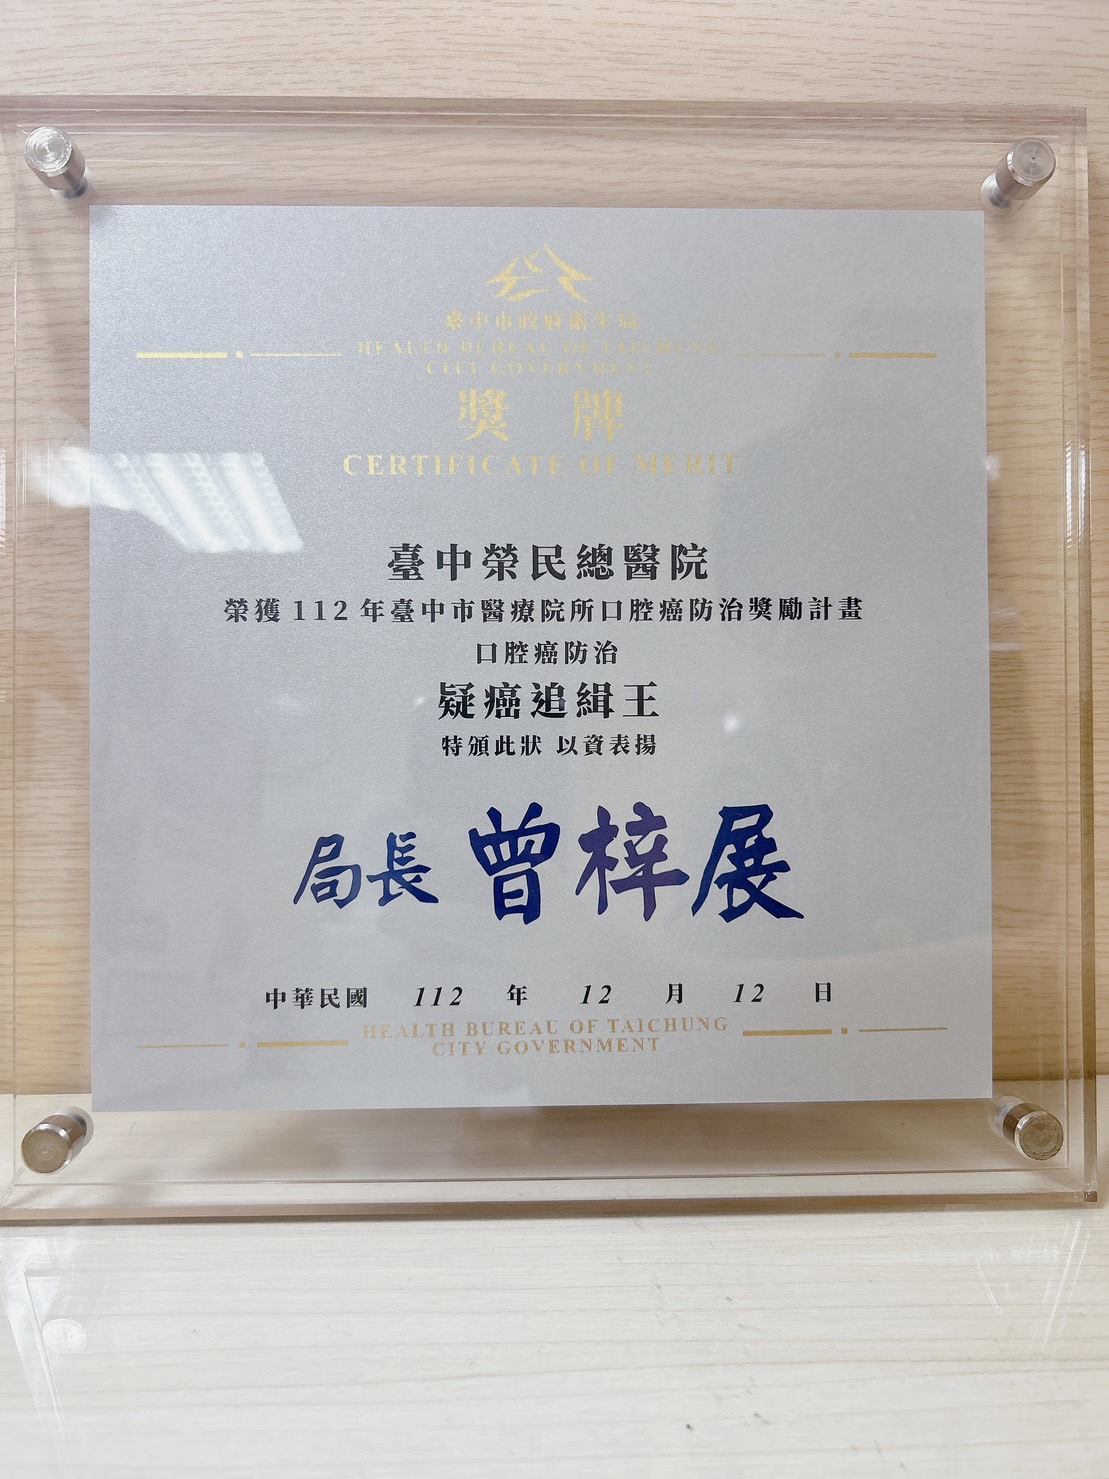 臺中市政府衛生局
HEALTH BUREAU OF TAICHUNG
CITY GOVERNMENT
獎 牌
CERTIFICATE OF MERIT
臺中榮民總醫院
榮獲 112 年臺中市醫療院所口腔癌防治獎勵計畫
口腔癌防治
疑癌追緝王
特頒此狀 以資表揚
局長 曾梓展
中華民國 112 年 12 月 12 日
HEALTH BUREAU OF TAICHUNG
CITY GOVERNMENT